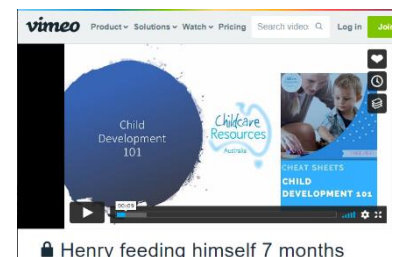 vimeo Product Solutions Watch Pricing Search video Log in Join
Child
Development
101
Childcare
Resources
Australia
CHEAT SHEETS
CHILD
DEVELOPMENT 101
00:05
Henry feeding himself 7 months